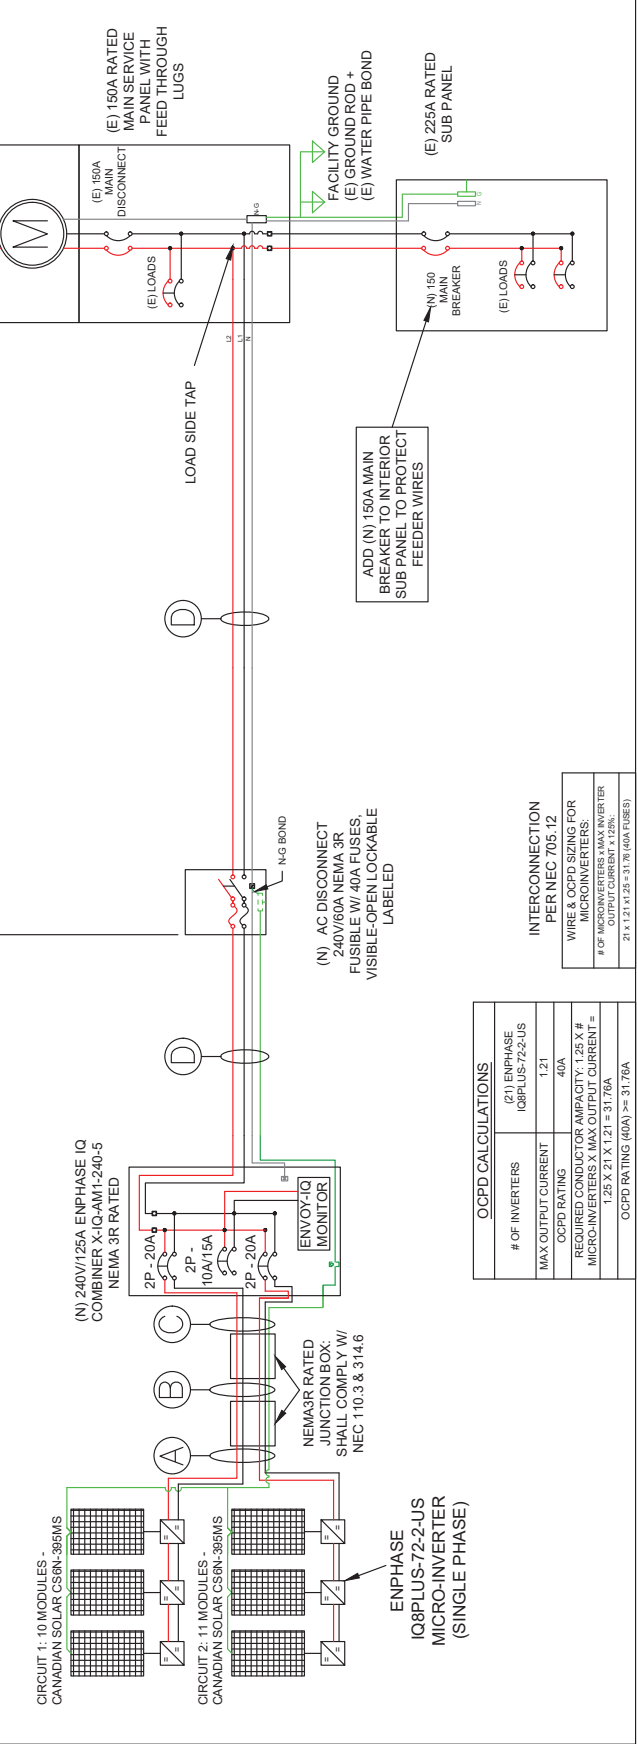 CIRCUIT 1: 10 MODULES -
CANADIAN SOLAR CS6N-395MS
CIRCUIT 2: 11 MODULES -
CANADIAN SOLAR CS6N-395MS
ENPHASE
IQ8PLUS-72-2-US
MICRO-INVERTER
(SINGLE PHASE)
A
B
C
NEMA3R RATED
JUNCTION BOX:
SHALL COMPLY W/
NEC 110.3 & 314.6
(N) 240V/125A ENPHASE IQ
COMBINER X-IQ-AM1-240-5
NEMA 3R RATED
2P - 20A
2P -
10A/15A
2P - 20A
ENVOY-IQ
MONITOR
D
(N) AC DISCONNECT
240V/60A NEMA 3R
FUSIBLE W/ 40A FUSES,
VISIBLE-OPEN LOCKABLE
LABELED
N-G BOND
D
LOAD SIDE TAP
L2
L1
N
M
(E) 150A
MAIN
DISCONNECT
(E) LOADS
N-G
(E) 150A RATED
MAIN SERVICE
PANEL WITH
FEED THROUGH
LUGS
FACILITY GROUND
(E) GROUND ROD +
(E) WATER PIPE BOND
(E) 225A RATED
SUB PANEL
G
N
(N) 150
MAIN
BREAKER
(E) LOADS
ADD (N) 150A MAIN
BREAKER TO INTERIOR
SUB PANEL TO PROTECT
FEEDER WIRES
OCPD CALCULATIONS
# OF INVERTERS
(21) ENPHASE
IQ8PLUS-72-2-US
MAX OUTPUT CURRENT
1.21
OCPD RATING
40A
REQUIRED CONDUCTOR AMPACITY: 1.25 X #
MICRO-INVERTERS X MAX OUTPUT CURRENT =
1.25 X 21 X 1.21 = 31.76A
OCPD RATING (40A) >= 31.76A
INTERCONNECTION
PER NEC 705.12
WIRE & OCPD SIZING FOR
MICROINVERTERS:
# OF MICROINVERTERS x MAX INVERTER
OUTPUT CURRENT x 125%:
21 x 1.21 x1.25 = 31.76 (40A FUSES)